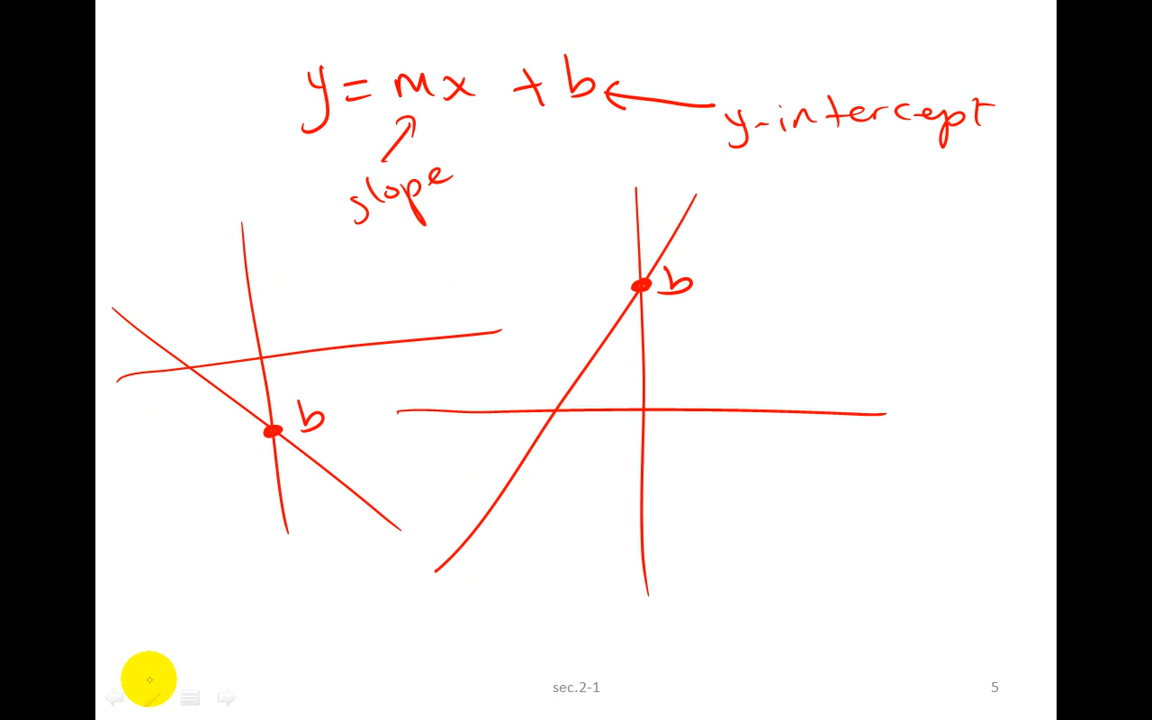 y = mx + b
y-intercept
slope
b
b
sec.2-1
5